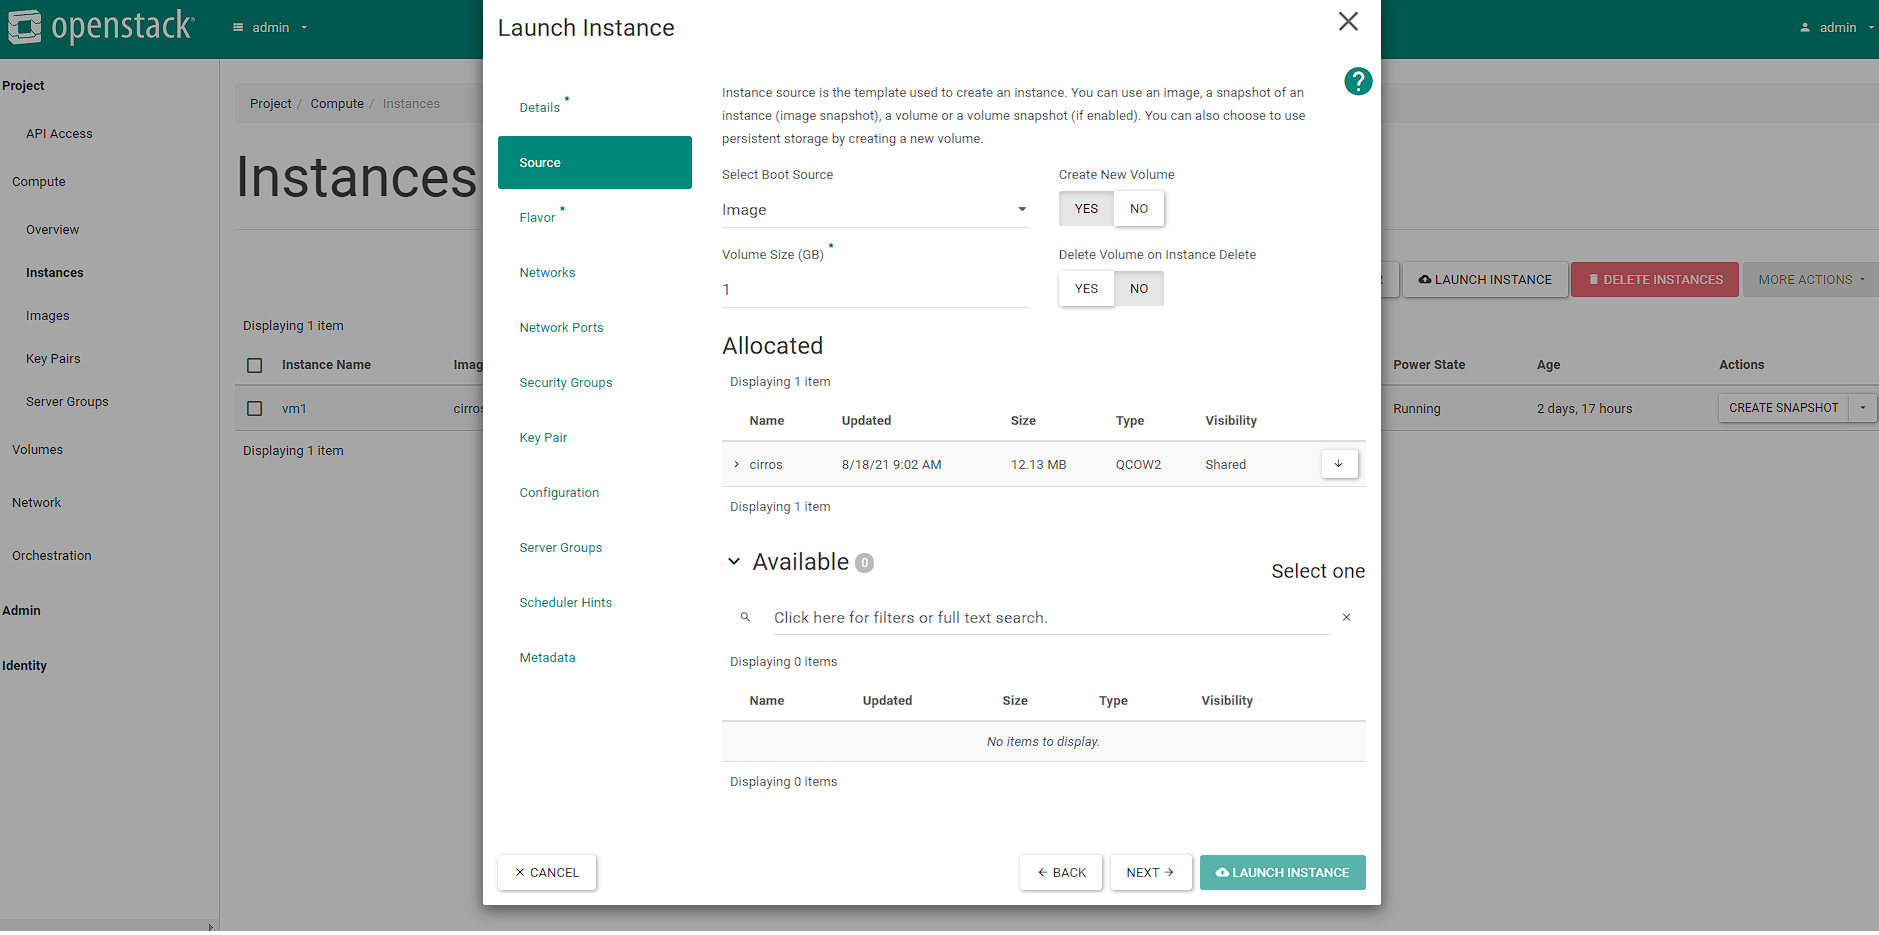 openstack
admin
admin
Project
API Access
Compute
Overview
Instances
Images
Key Pairs
Server Groups
Volumes
Network
Orchestration
Admin
Identity
Project / Compute / Instances
Instances
LAUNCH INSTANCE
DELETE INSTANCES
MORE ACTIONS
Displaying 1 item
Instance Name
Power State
Age
Actions
vm1
Running
2 days, 17 hours
CREATE SNAPSHOT
Displaying 1 item
Launch Instance
Details *
Source
Flavor *
Networks
Network Ports
Security Groups
Key Pair
Configuration
Server Groups
Scheduler Hints
Metadata
?
Instance source is the template used to create an instance. You can use an image, a snapshot of an
instance (image snapshot), a volume or a volume snapshot (if enabled). You can also choose to use
persistent storage by creating a new volume.
Select Boot Source
Image
Create New Volume
YES NO
Volume Size (GB) *
1
Delete Volume on Instance Delete
YES NO
Allocated
Displaying 1 item
Name Updated Size Type Visibility
cirros 8/18/21 9:02 AM 12.13 MB QCOW2 Shared
Displaying 1 item
Available 0
Select one
Click here for filters or full text search.
Displaying 0 items
Name Updated Size Type Visibility
No items to display.
Displaying 0 items
CANCEL
BACK
NEXT
LAUNCH INSTANCE